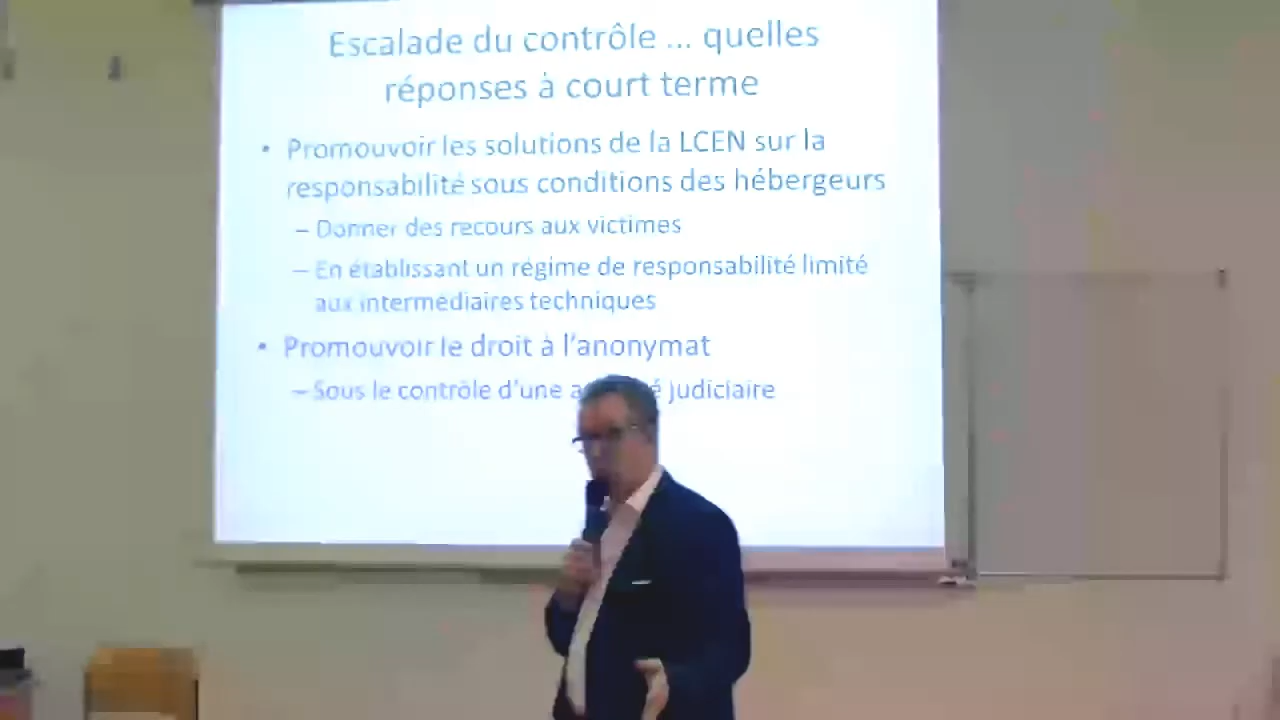 Escalade du contrôle ... quelles
réponses à court terme
• Promouvoir les solutions de la LCEN sur la
responsabilité sous conditions des hébergeurs
– Donner des recours aux victimes
– En établissant un régime de responsabilité limité
aux intermédiaires techniques
• Promouvoir le droit à l'anonymat
– Sous le contrôle d'une judiciaire